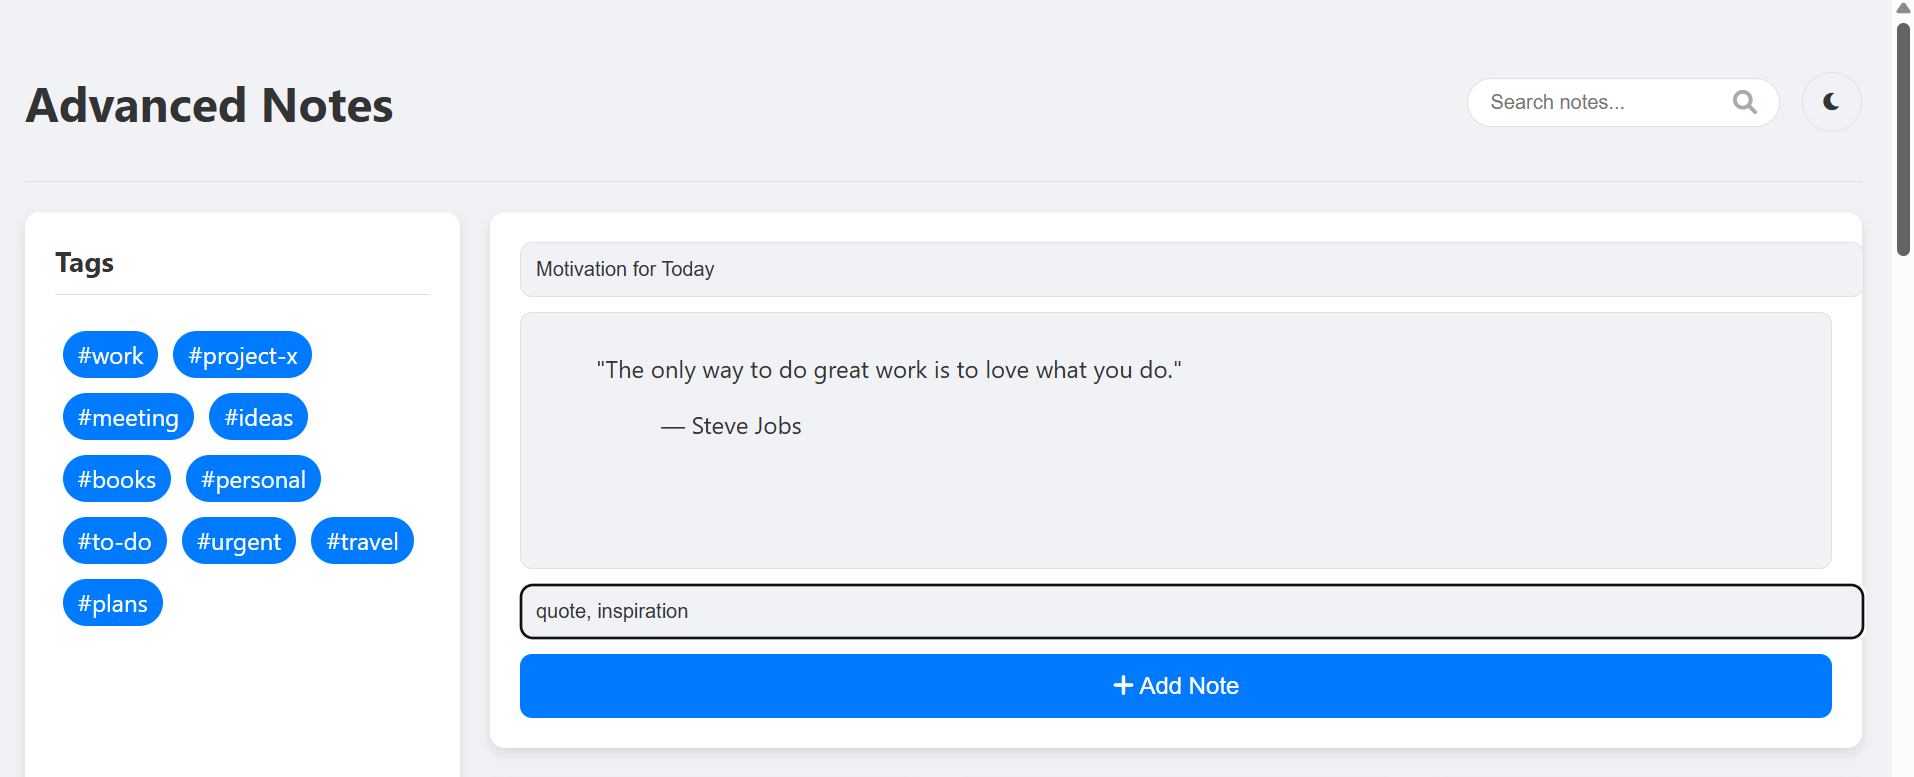 Advanced Notes
Search notes...
Tags
#work #project-x
#meeting #ideas
#books #personal
#to-do #urgent #travel
#plans
Motivation for Today
"The only way to do great work is to love what you do."
— Steve Jobs
quote, inspiration
Add Note